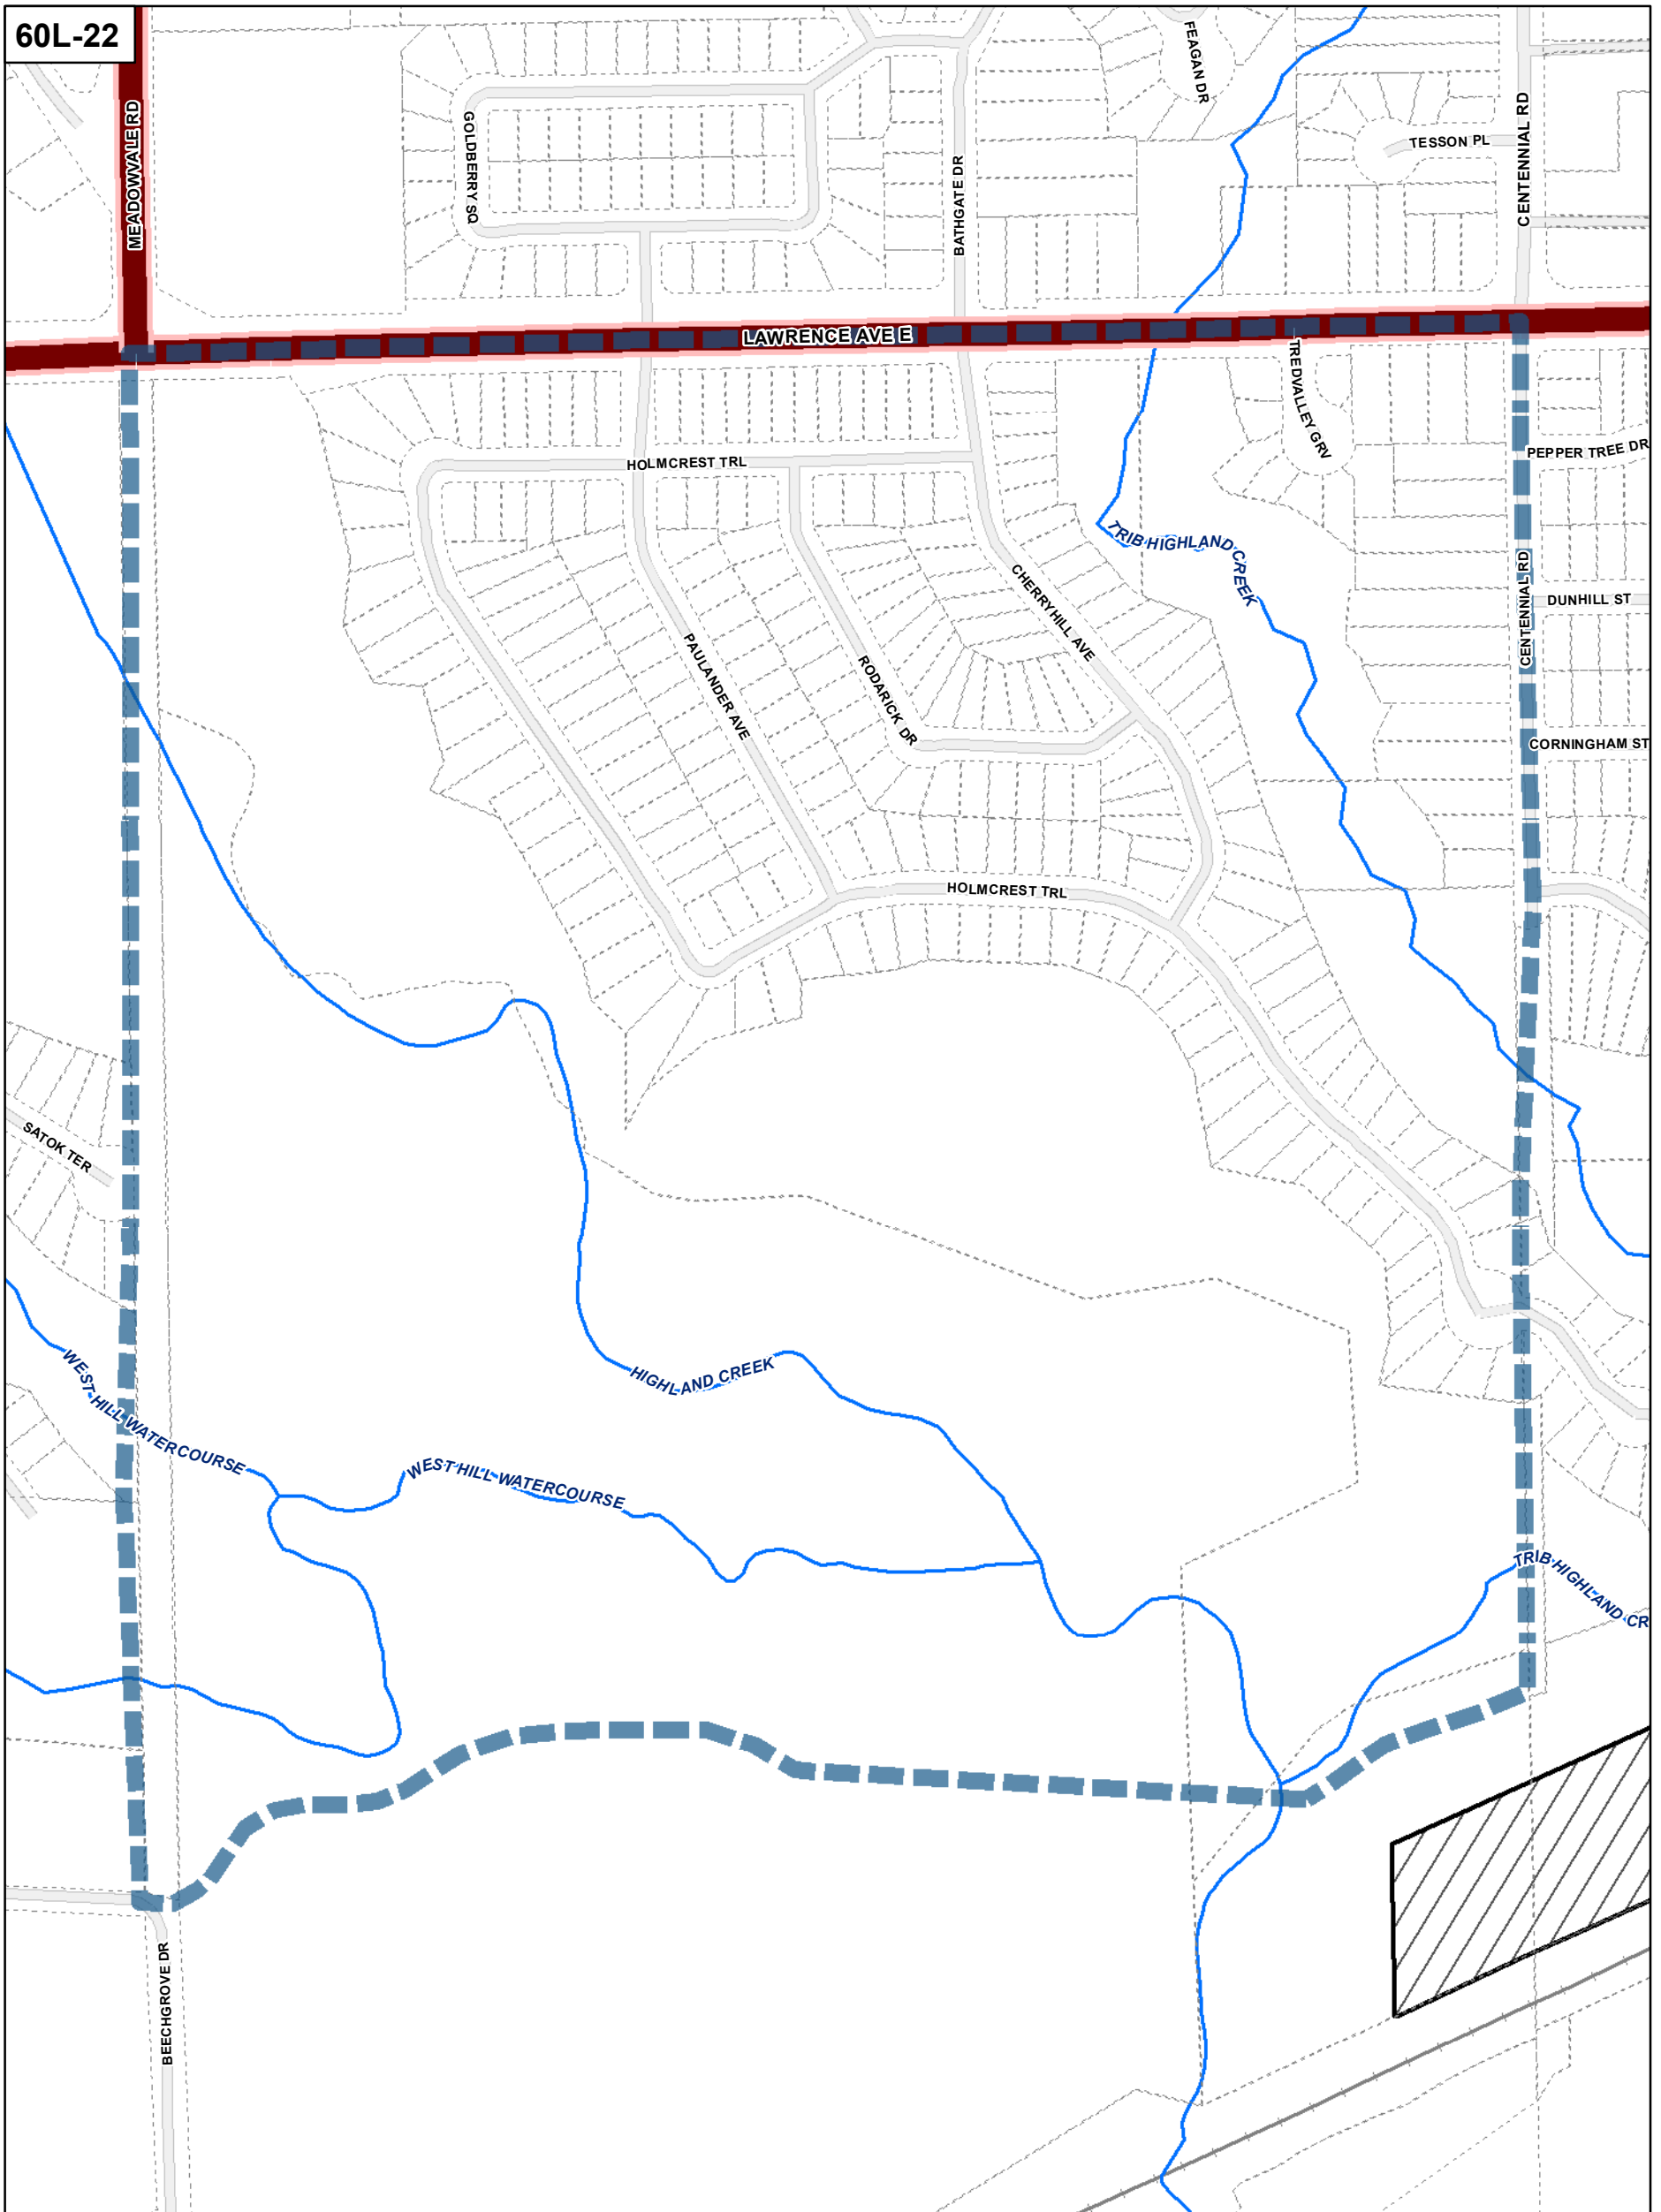 60L-22
FEAGAN DR
MEADOWVALE RD
GOLDBERRY SQ
BATHGATE DR
TESSON PL
CENTENNIAL RD
LAWRENCE AVE E
TREDVALLEY GRV
PEPPER TREE DR
HOLMCREST TRL
TRIB HIGHLAND CREEK
CHERRYHILL AVE
CENTENNIAL RD
DUNHILL ST
PAULANDER AVE
RODARICK DR
CORNINGHAM ST
HOLMCREST TRL
SATOK TER
HIGHLAND CREEK
WEST HILL WATERCOURSE
WEST HILL WATERCOURSE
TRIB HIGHLAND CR
BEECHGROVE DR